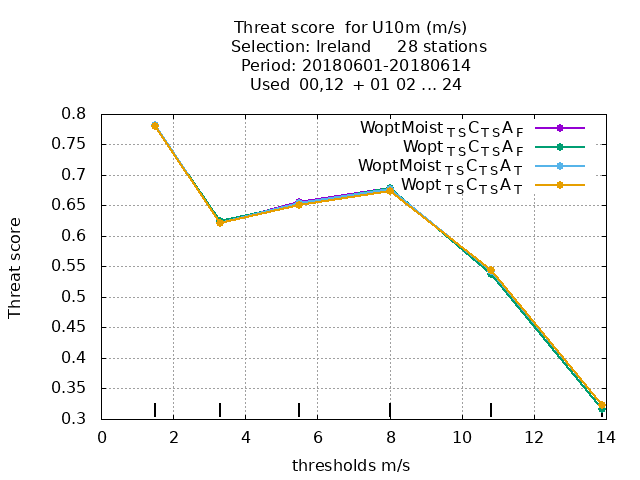 Threat score  for U10m (m/s)
Selection: Ireland     28 stations
Period: 20180601-20180614
Used  00,12  + 01 02 ... 24
WoptMoist TS C TS A F
Wopt TS C TS A F
WoptMoist TS C TS A T
Wopt TS C TS A T
0.8
0.75
0.7
0.65
0.6
0.55
0.5
0.45
0.4
0.35
0.3
Threat score
0 2 4 6 8 10 12 14
thresholds m/s